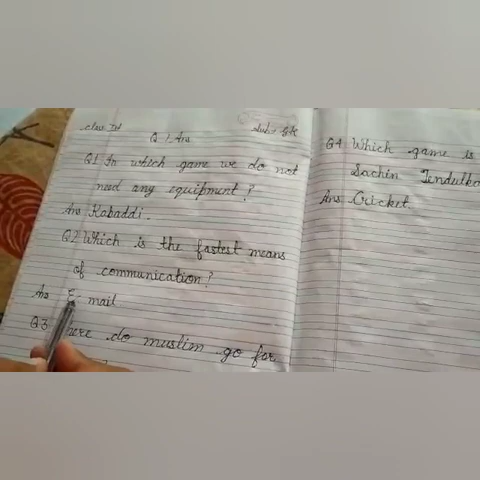 class IV
Q / Ans
Sub:- GK
Q1 In which game we do not
need any equipment?
Ans Kabaddi.
Q2 Which is the fastest means
of communication?
Ans E-mail
Q3 here do muslim go for
Q4 Which game is
Sachin Tendulka
Ans Cricket